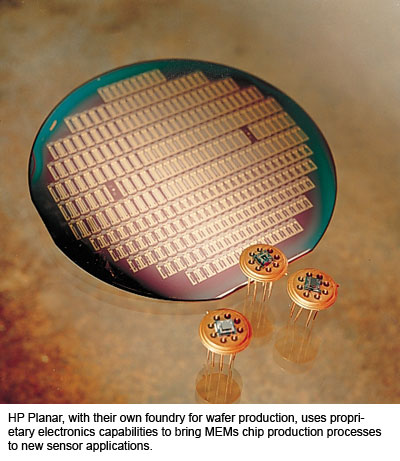 HP Planar, with their own foundry for wafer production, uses propri-
etary electronics capabilities to bring MEMs chip production processes
to new sensor applications.